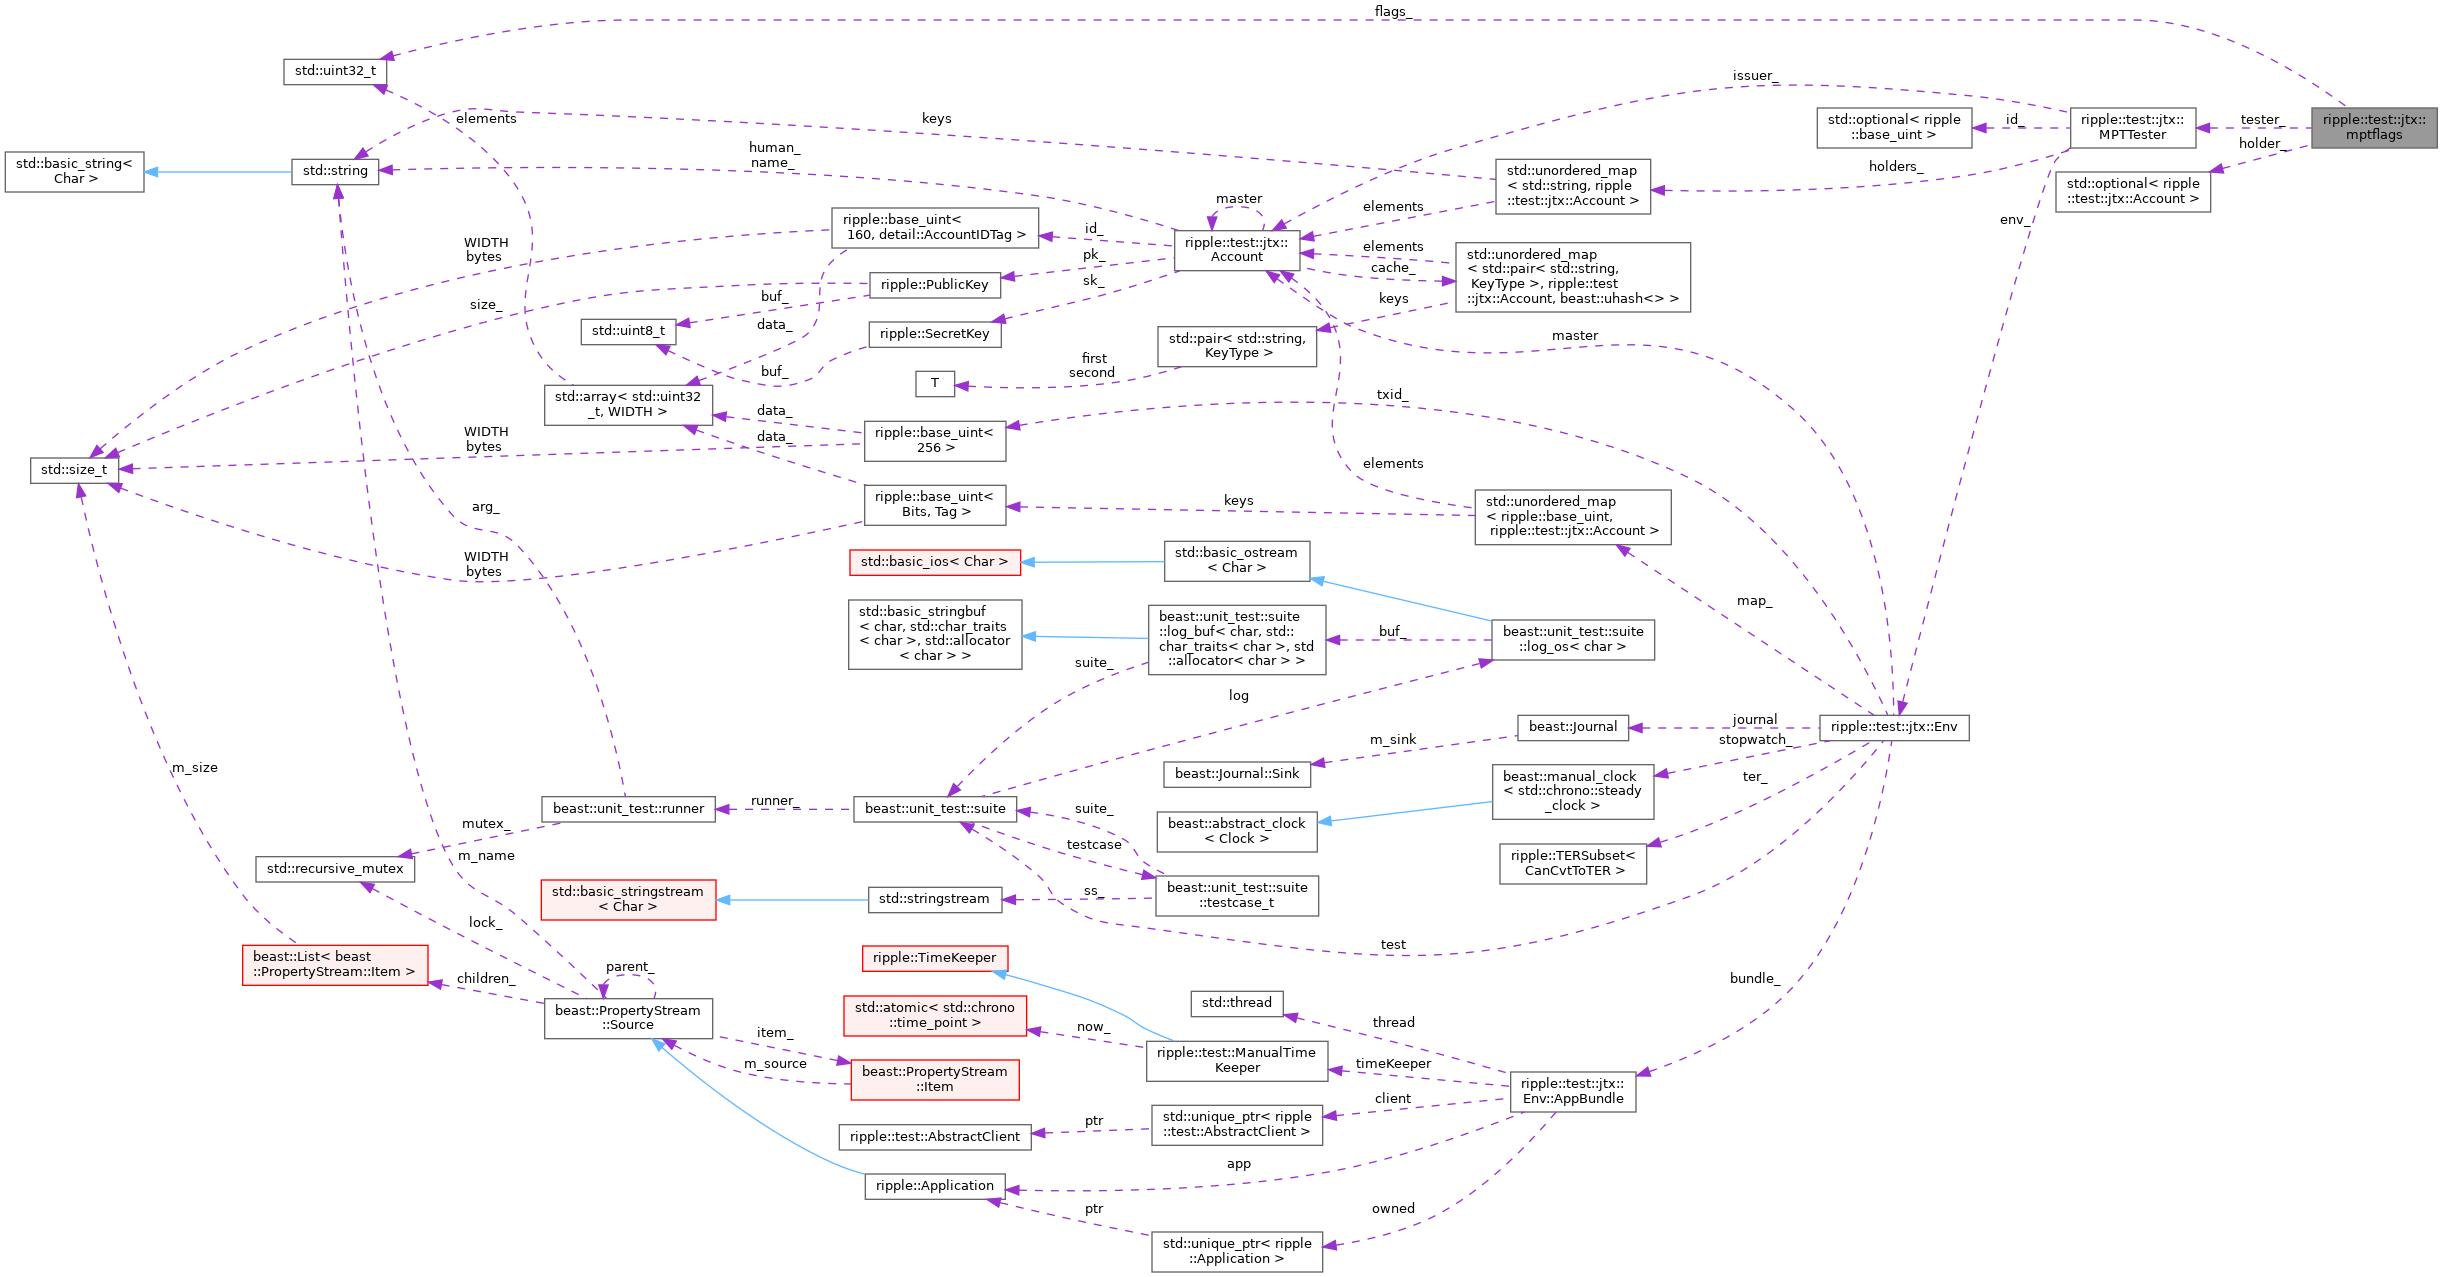 flags_
std::uint32_t
issuer_
elements
keys
std::optional< ripple
::base_uint >
id_
ripple::test::jtx::
MPTTester
tester_
ripple::test::jtx::
mptflags
holder_
std::basic_string<
Char >
std::string
human_
name_
std::unordered_map
< std::string, ripple
::test::jtx::Account >
holders_
std::optional< ripple
::test::jtx::Account >
master
elements
env_
ripple::base_uint<
160, detail::AccountIDTag >
id_
ripple::test::jtx::
Account
WIDTH
bytes
elements
cache_
std::unordered_map
< std::pair< std::string,
KeyType >, ripple::test
::jtx::Account, beast::uhash<> >
pk_
ripple::PublicKey
sk_
size_
buf_
keys
std::uint8_t
data_
ripple::SecretKey
std::pair< std::string,
KeyType >
master
buf_
T
first
second
std::array< std::uint32
_t, WIDTH >
txid_
data_
WIDTH
bytes
data_
ripple::base_uint<
256 >
std::size_t
elements
arg_
ripple::base_uint<
Bits, Tag >
keys
std::unordered_map
< ripple::base_uint,
ripple::test::jtx::Account >
WIDTH
bytes
std::basic_ios< Char >
std::basic_ostream
< Char >
map_
std::basic_stringbuf
< char, std::char_traits
< char >, std::allocator
< char > >
beast::unit_test::suite
::log_buf< char, std::
char_traits< char >, std
::allocator< char > >
buf_
beast::unit_test::suite
::log_os< char >
suite_
log
beast::Journal
journal
ripple::test::jtx::Env
m_sink
stopwatch_
m_size
beast::Journal::Sink
beast::manual_clock
< std::chrono::steady
_clock >
ter_
beast::unit_test::runner
runner_
beast::unit_test::suite
suite_
mutex_
beast::abstract_clock
< Clock >
testcase
m_name
std::recursive_mutex
ripple::TERSubset<
CanCvtToTER >
std::basic_stringstream
< Char >
std::stringstream
ss_
beast::unit_test::suite
::testcase_t
lock_
test
beast::List< beast
::PropertyStream::Item >
children_
parent_
ripple::TimeKeeper
bundle_
beast::PropertyStream
::Source
std::atomic< std::chrono
::time_point >
std::thread
thread
item_
now_
m_source
beast::PropertyStream
::Item
ripple::test::ManualTime
Keeper
timeKeeper
ripple::test::jtx::
Env::AppBundle
client
std::unique_ptr< ripple
::test::AbstractClient >
ptr
ripple::test::AbstractClient
app
ripple::Application
owned
ptr
std::unique_ptr< ripple
::Application >